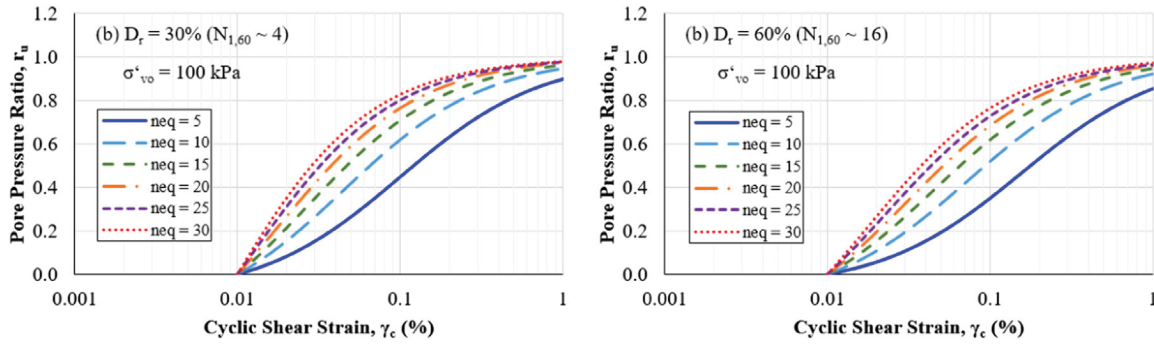 (b) Dr = 30% (N1,60 ~ 4)
σ‘vo = 100 kPa
neq = 5
neq = 10
neq = 15
neq = 20
neq = 25
neq = 30
Pore Pressure Ratio, ru
1.2
1.0
0.8
0.6
0.4
0.2
0.0
0.001
0.01
0.1
1
Cyclic Shear Strain, γc (%)
(b) Dr = 60% (N1,60 ~ 16)
σ‘vo = 100 kPa
neq = 5
neq = 10
neq = 15
neq = 20
neq = 25
neq = 30
Pore Pressure Ratio, ru
1.2
1.0
0.8
0.6
0.4
0.2
0.0
0.001
0.01
0.1
1
Cyclic Shear Strain, γc (%)